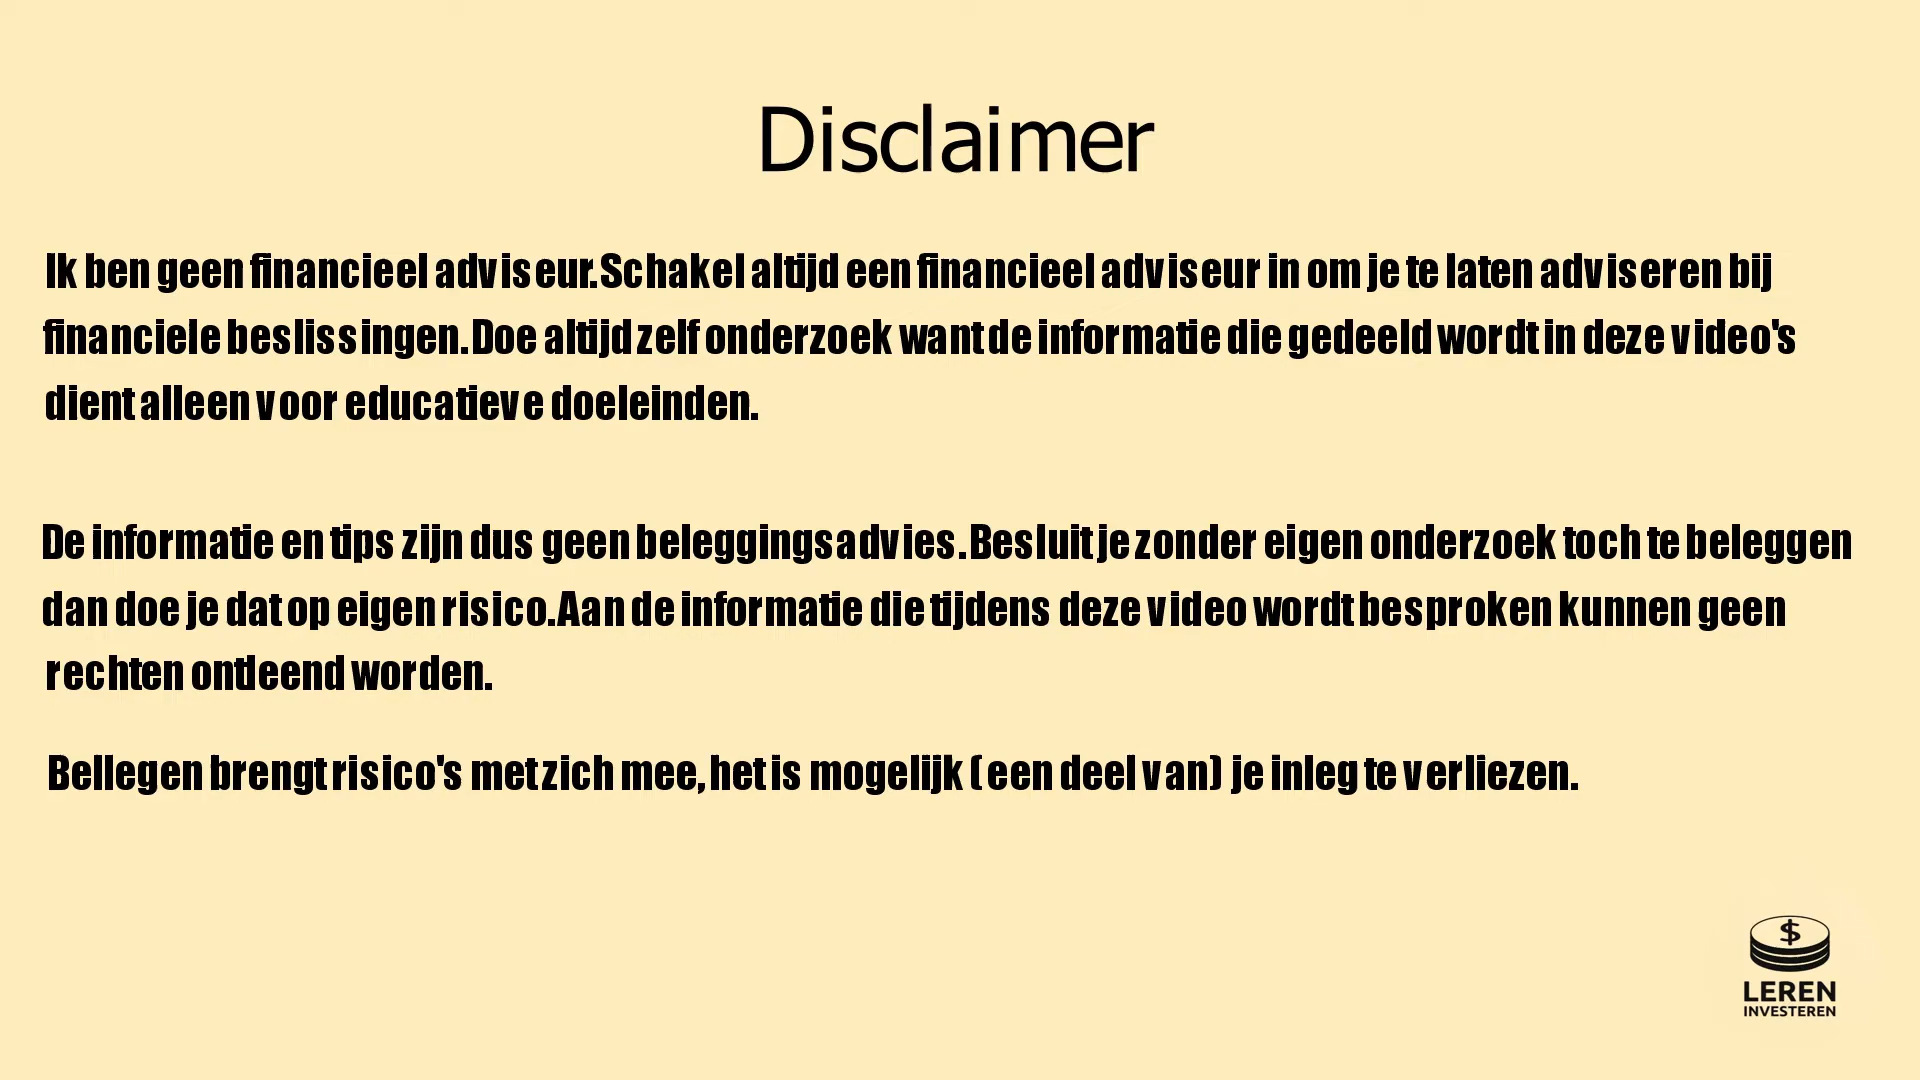 Disclaimer
Ik ben geen financieel adviseur. Schakel altijd een financieel adviseur in om je te laten adviseren bij
financiele beslissingen. Doe altijd zelf onderzoek want de informatie die gedeeld wordt in deze video's
dient alleen voor educatieve doeleinden.
De informatie en tips zijn dus geen beleggingsadvies. Besluit je zonder eigen onderzoek toch te beleggen
dan doe je dat op eigen risico. Aan de informatie die tijdens deze video wordt besproken kunnen geen
rechten ontleend worden.
Bellegen brengt risico's met zich mee, het is mogelijk (een deel van) je inleg te verliezen.
$
LEREN
INVESTEREN